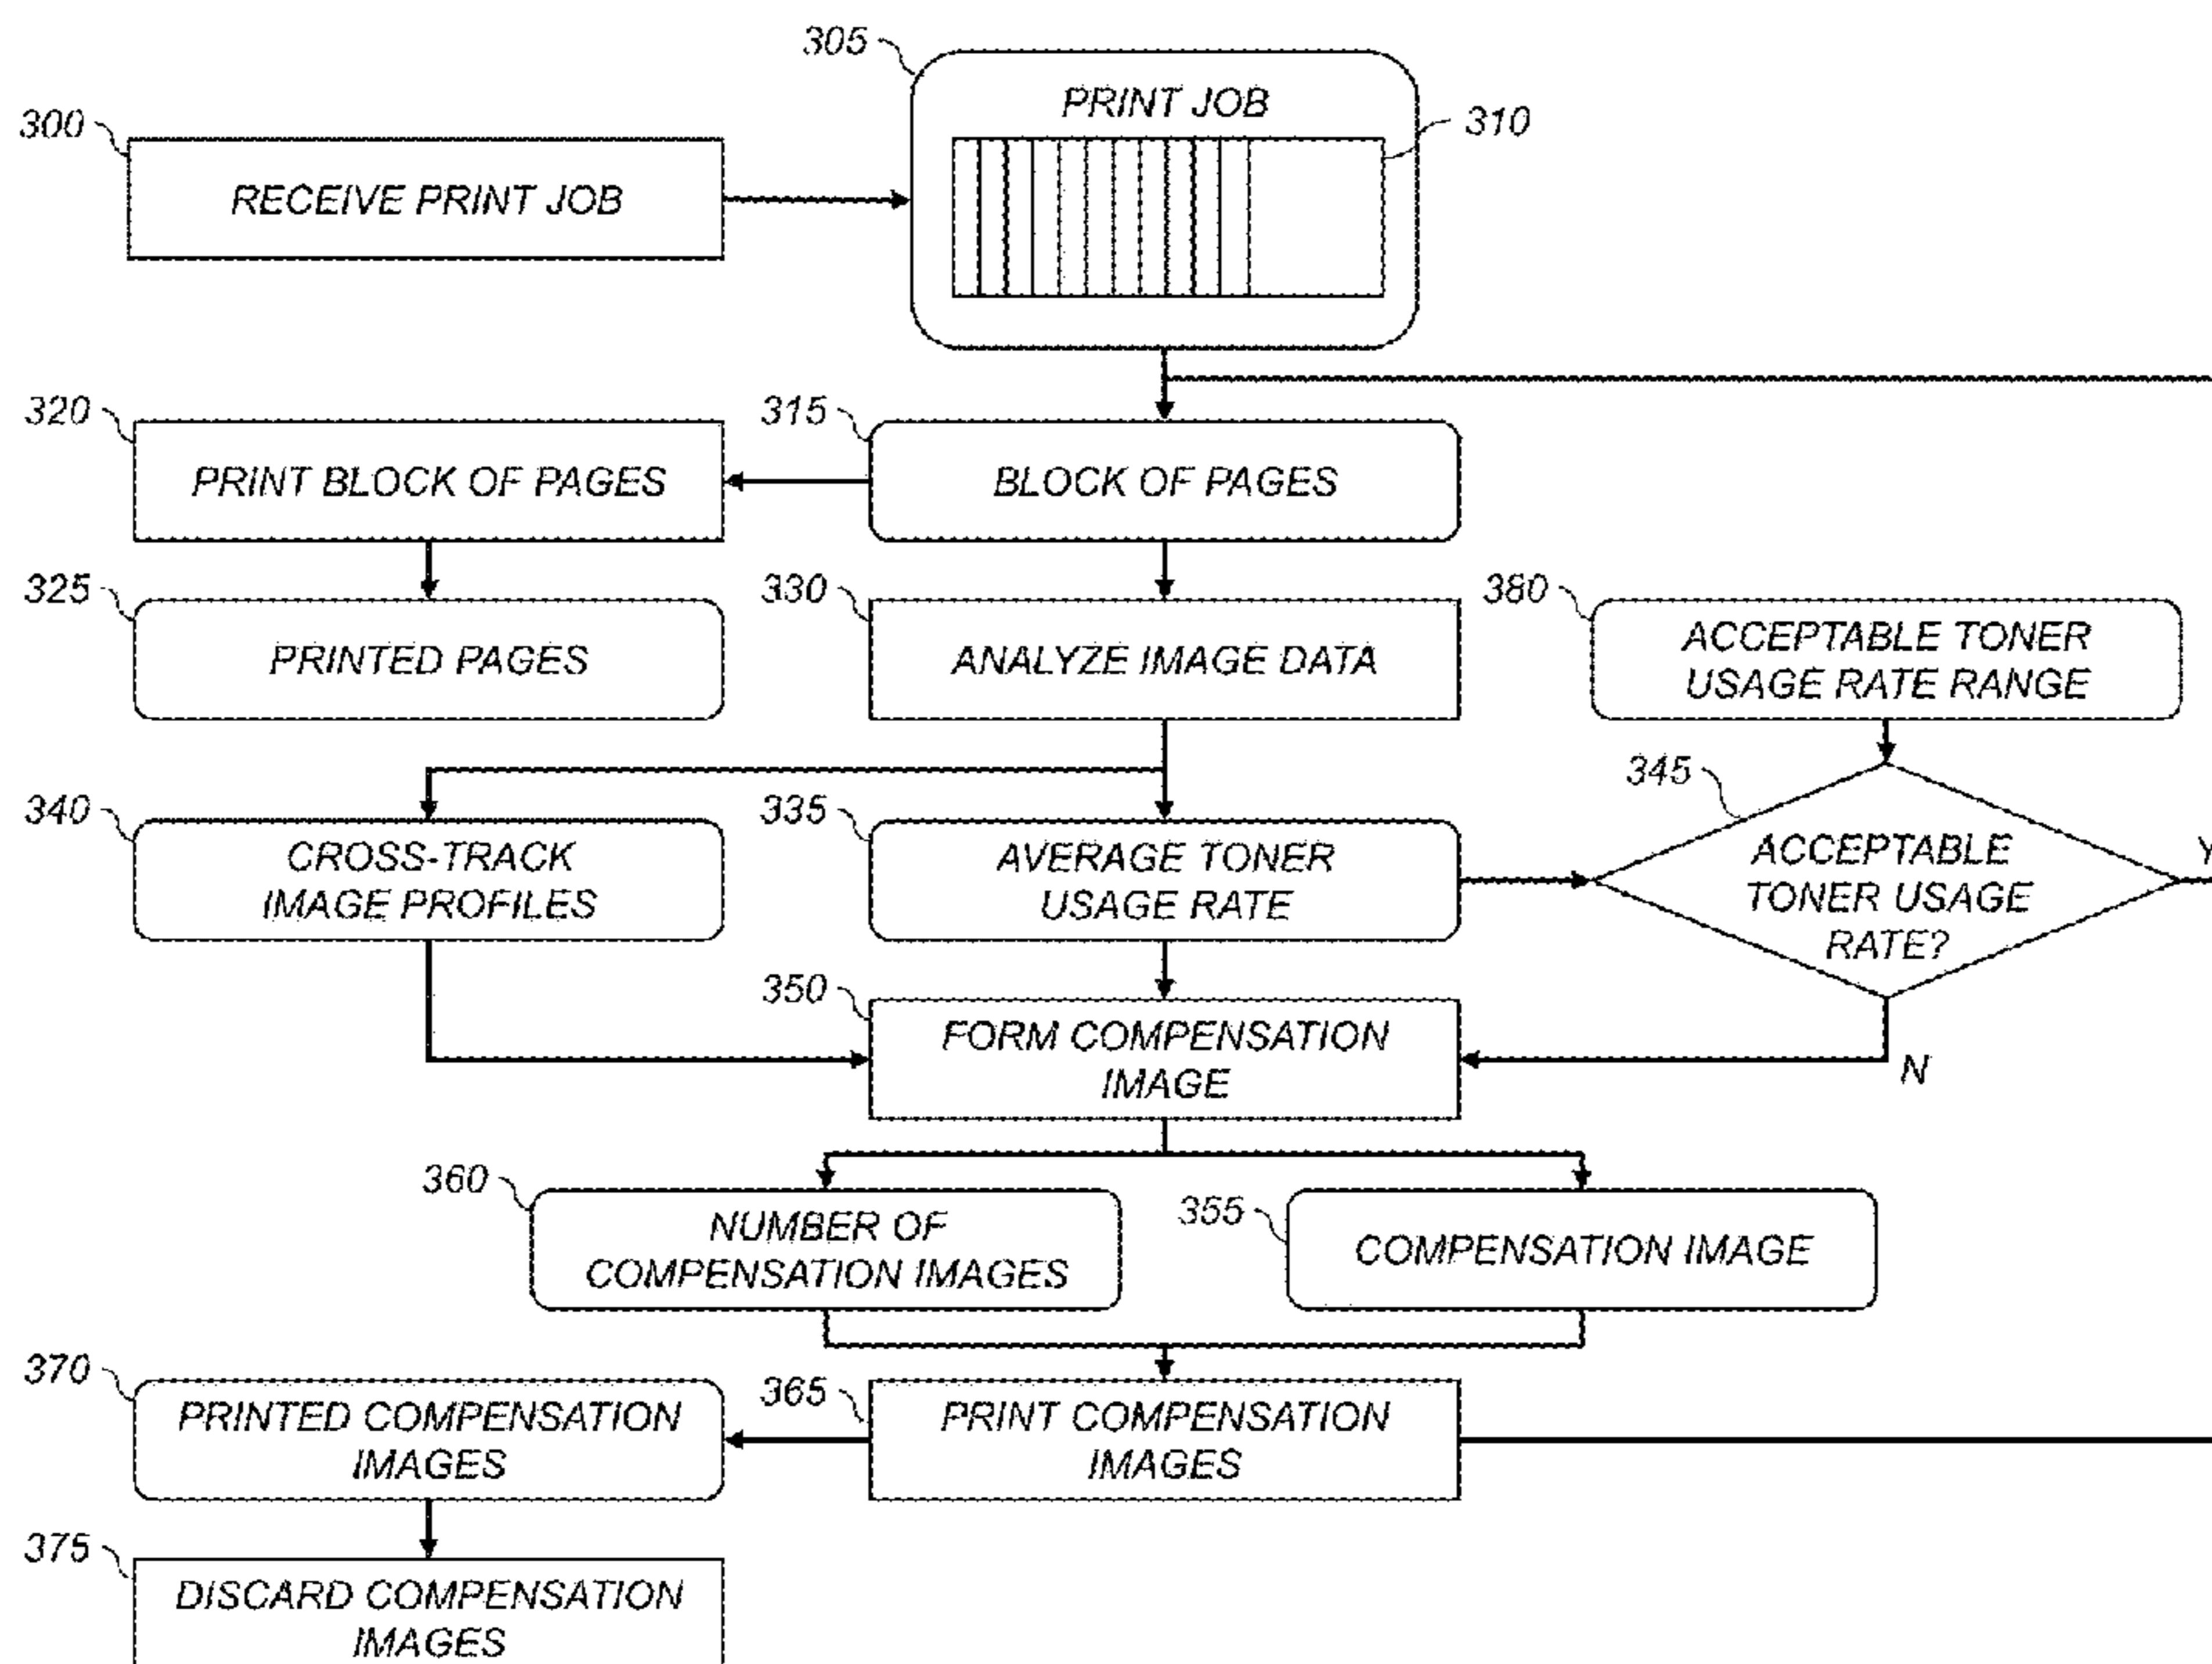 305
PRINT JOB
310
300
RECEIVE PRINT JOB
320
PRINT BLOCK OF PAGES
315
BLOCK OF PAGES
325
PRINTED PAGES
330
ANALYZE IMAGE DATA
380
ACCEPTABLE TONER
USAGE RATE RANGE
340
CROSS-TRACK
IMAGE PROFILES
335
AVERAGE TONER
USAGE RATE
345
ACCEPTABLE
TONER USAGE
RATE?
Y
350
FORM COMPENSATION
IMAGE
N
360
NUMBER OF
COMPENSATION IMAGES
355
COMPENSATION IMAGE
370
PRINTED COMPENSATION
IMAGES
365
PRINT COMPENSATION
IMAGES
375
DISCARD COMPENSATION
IMAGES